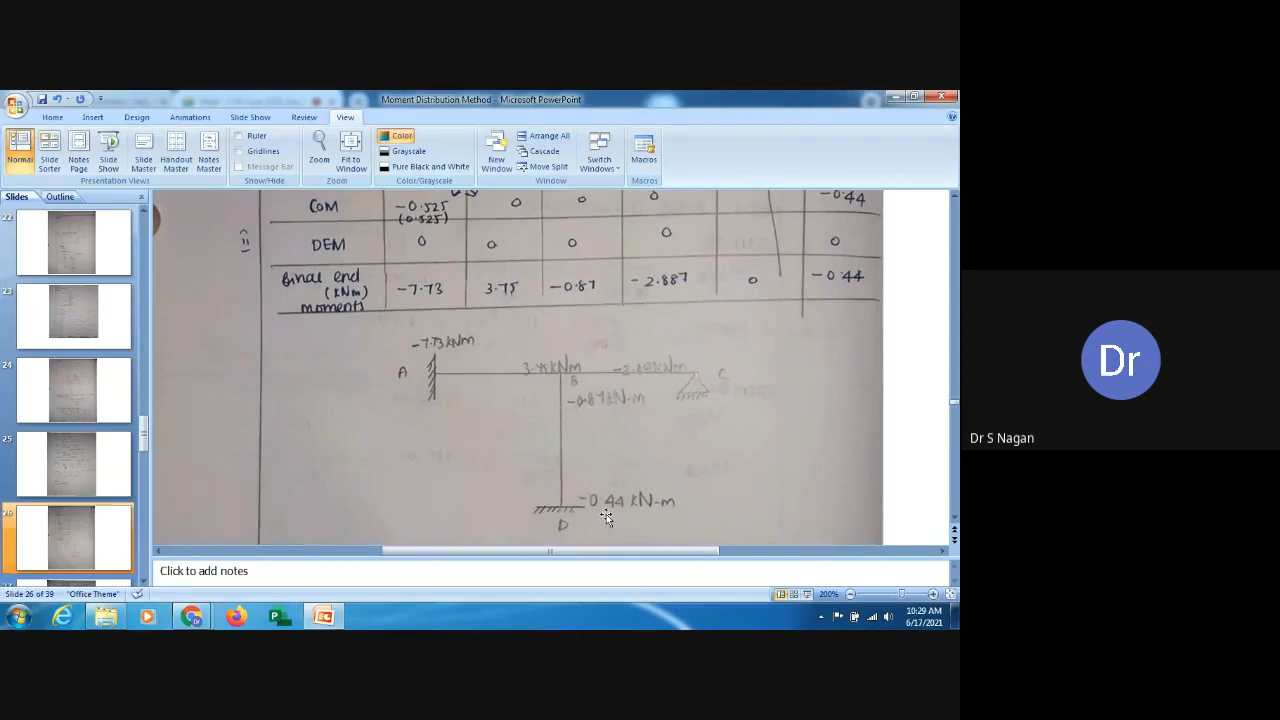 Moment Distribution Method - Microsoft PowerPoint
Home Insert Design Animations Slide Show Review View
Normal Slide Sorter Notes Page Slide Show Slide Master Handout Master Notes Master
Presentation Views
Ruler
Gridlines
Message Bar
Show/Hide
Zoom Fit to Window
Zoom
Color
Grayscale
Pure Black and White
Color/Grayscale
New Window
Arrange All
Cascade
Move Split
Switch Windows
Window
Macros
Macros
Slides Outline
22
23
24
25
26
COM -0.525 0 0 0 -0.44
(0.525)
DEM 0 0 0 0 0
Final end -7.73 3.75 -0.87 -2.887 0 -0.44
(kNm)
moments
-7.73 kNm
A 3.75 kNm C
B
-0.87 kN-m
-0.44 kN-m
D
Click to add notes
Slide 26 of 39 "Office Theme" 200%
10:29 AM
6/17/2021
Dr
Dr S Nagan